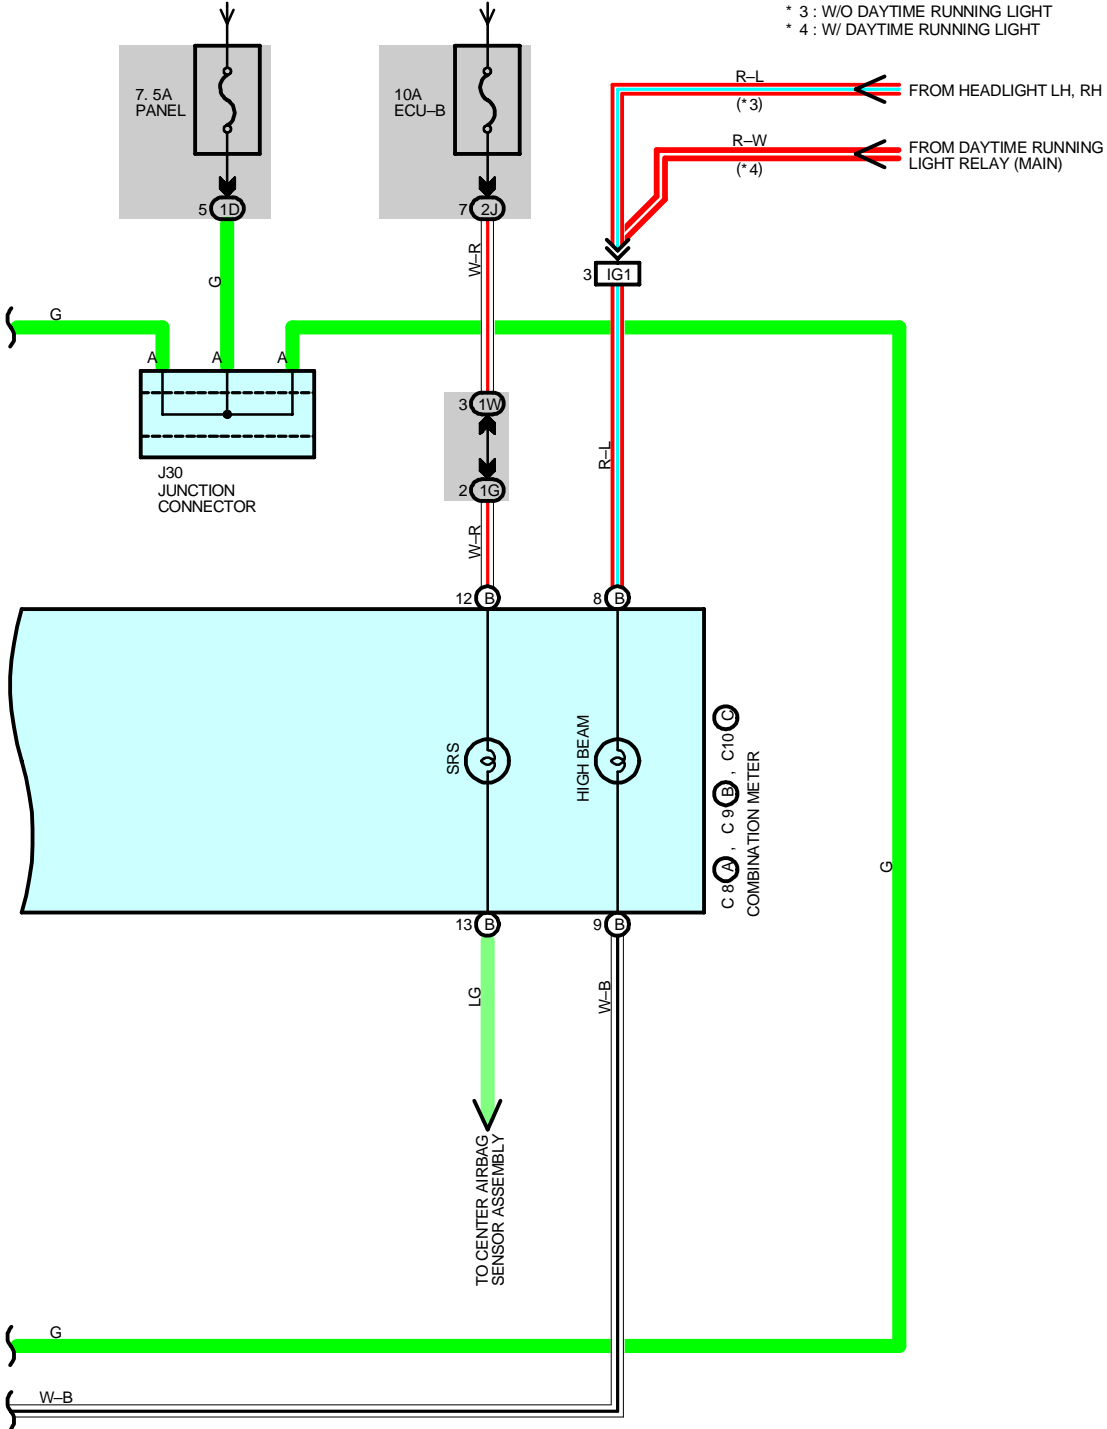 * 3 : W/O DAYTIME RUNNING LIGHT
* 4 : W/ DAYTIME RUNNING LIGHT
7. 5A
PANEL
10A
ECU–B
R–L
(*3)
FROM HEADLIGHT LH, RH
R–W
(*4)
FROM DAYTIME RUNNING
LIGHT RELAY (MAIN)
5 1D
7 2J
G
W–R
3 IG1
G
A
A
A
3 1W
R–L
J30
JUNCTION
CONNECTOR
2 1G
W–R
12 B
8 B
SRS
HIGH BEAM
C 8 A , C 9 B , C10 C
COMBINATION METER
G
13 B
9 B
LG
W–B
TO CENTER AIRBAG
SENSOR ASSEMBLY
G
W–B